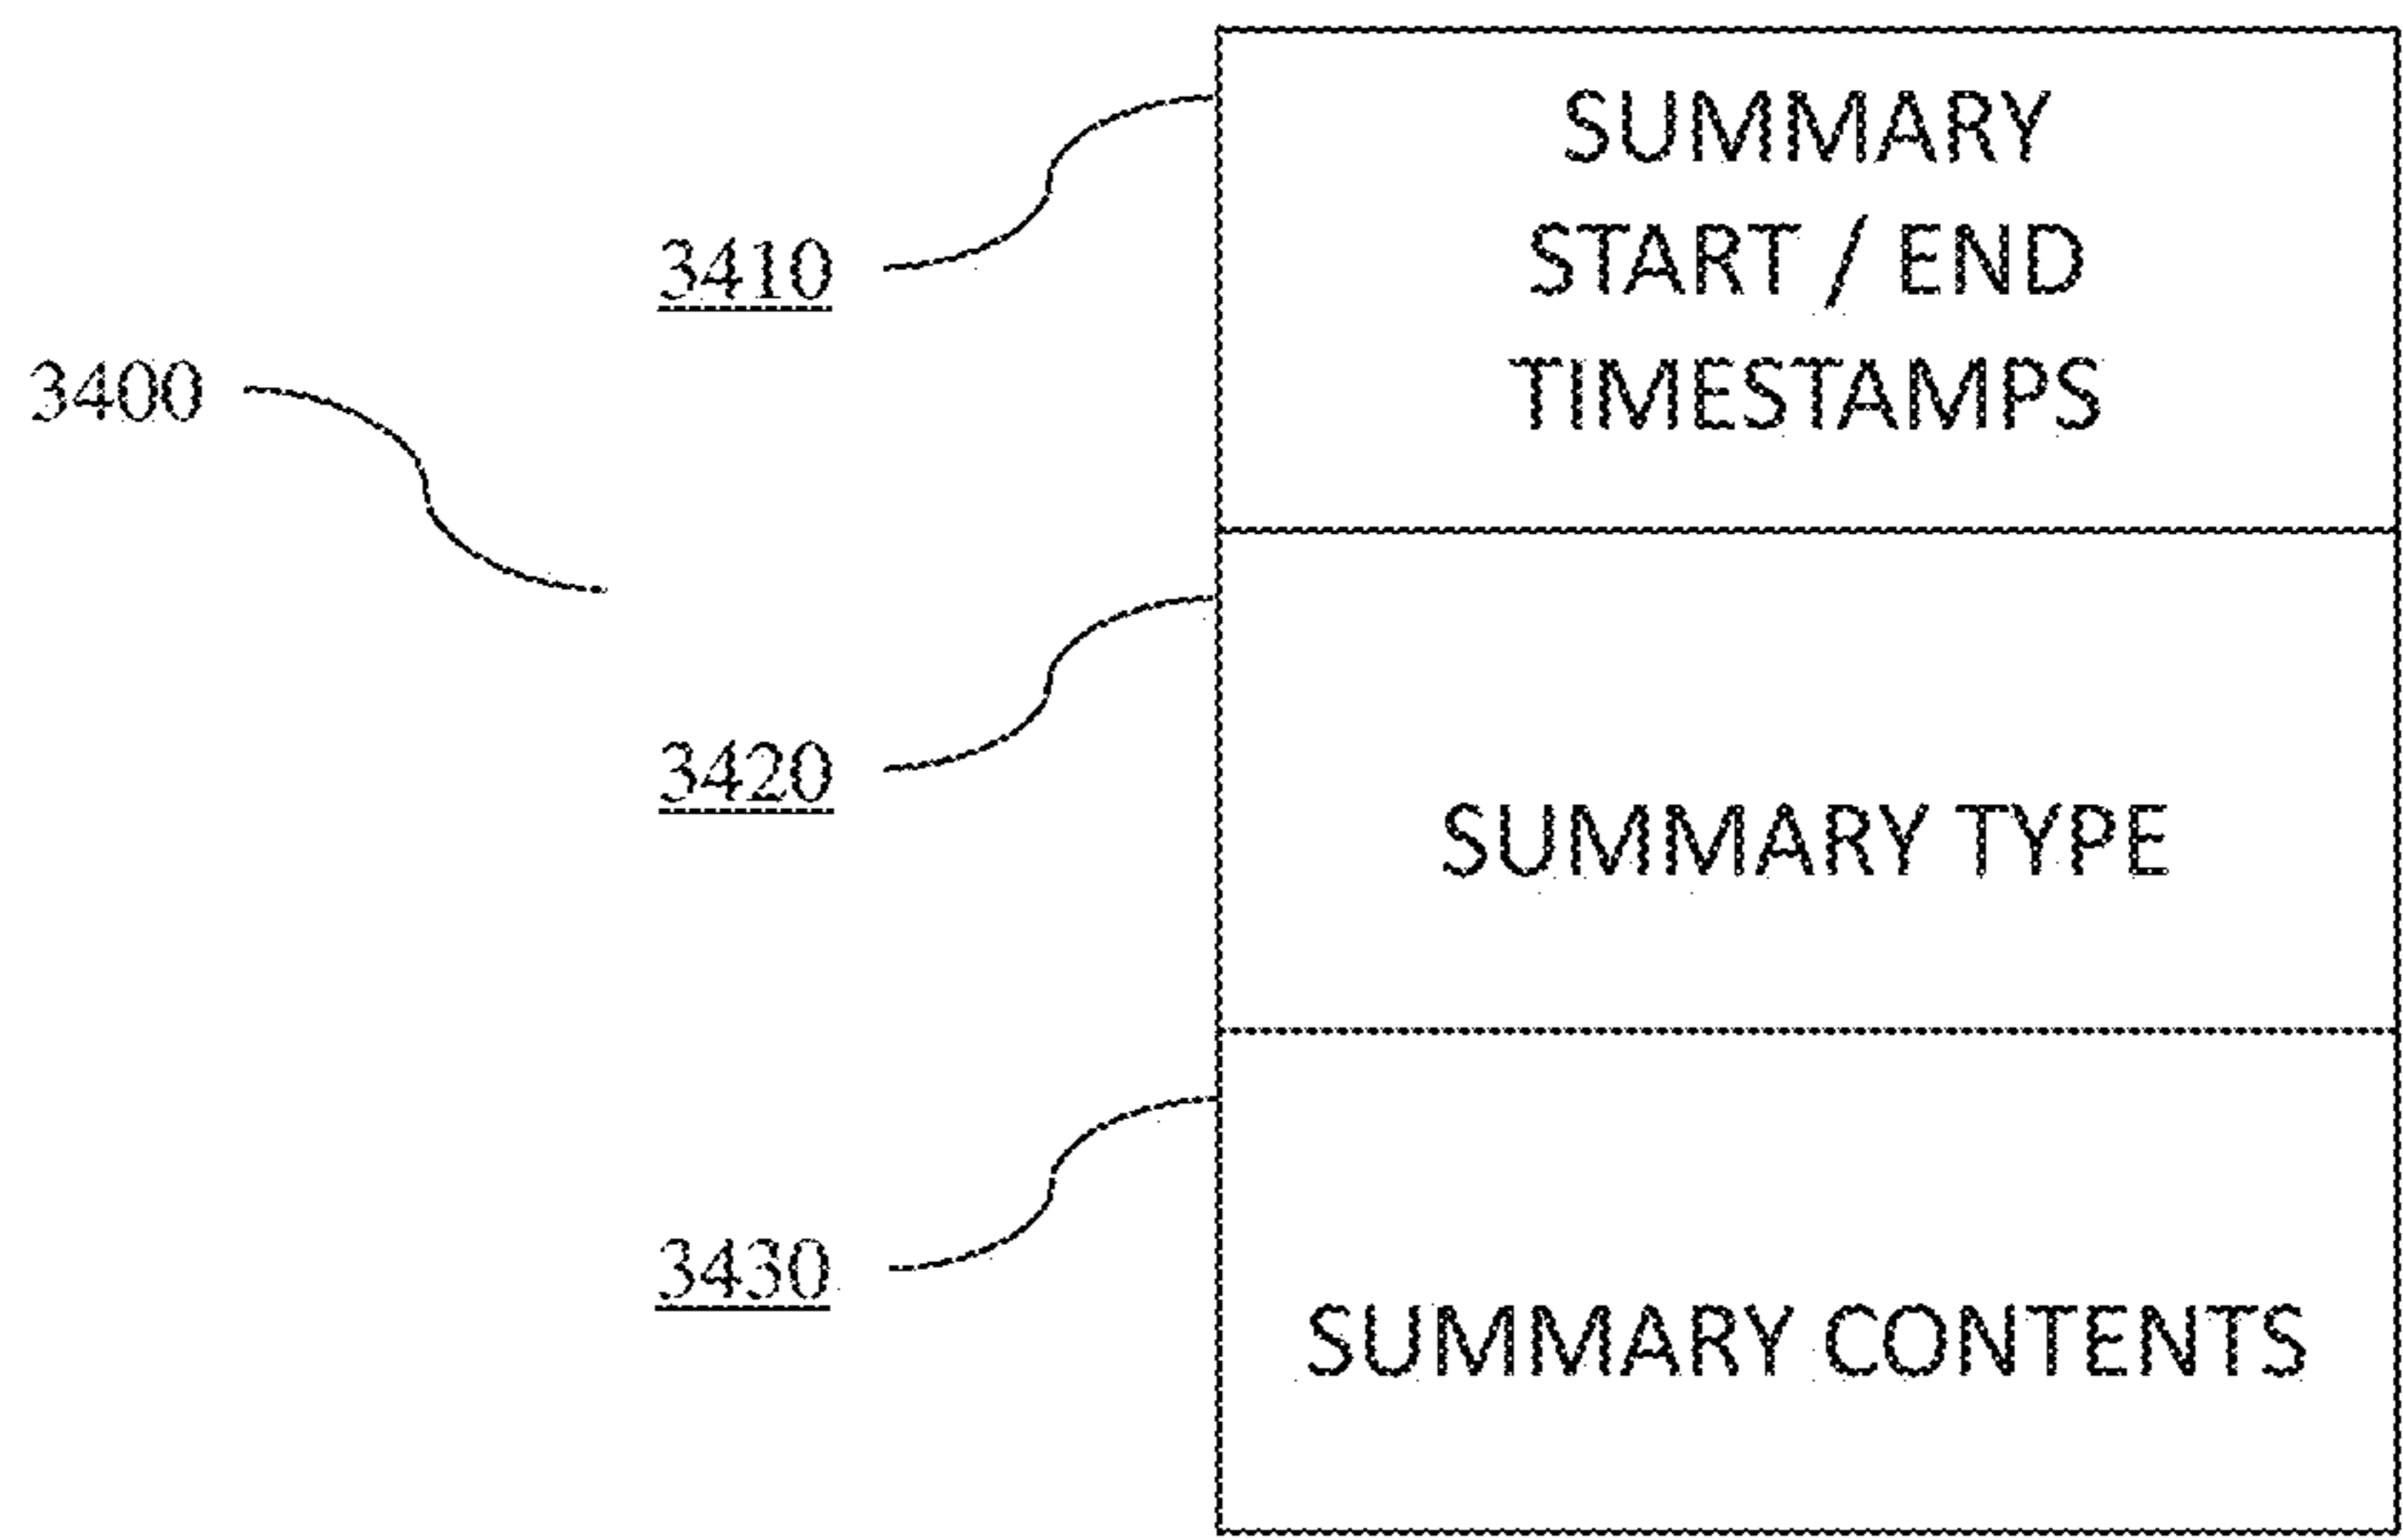 SUMMARY
START / END
TIMESTAMPS
3410
3400
3420
SUMMARY TYPE
3430
SUMMARY CONTENTS